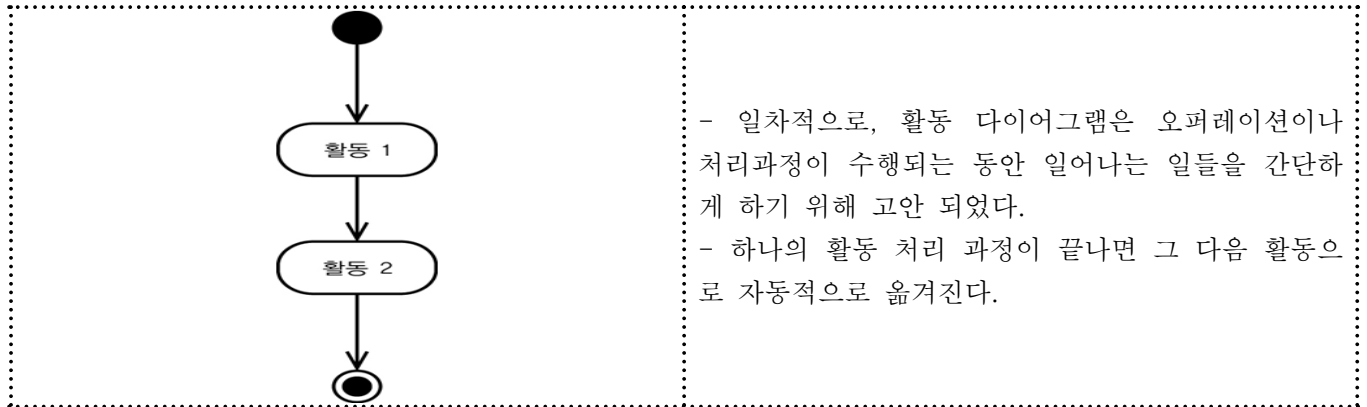 활동 1
활동 2
- 일차적으로, 활동 다이어그램은 오퍼레이션이나
처리과정이 수행되는 동안 일어나는 일들을 간단하
게 하기 위해 고안 되었다.
- 하나의 활동 처리 과정이 끝나면 그 다음 활동으
로 자동적으로 옮겨진다.